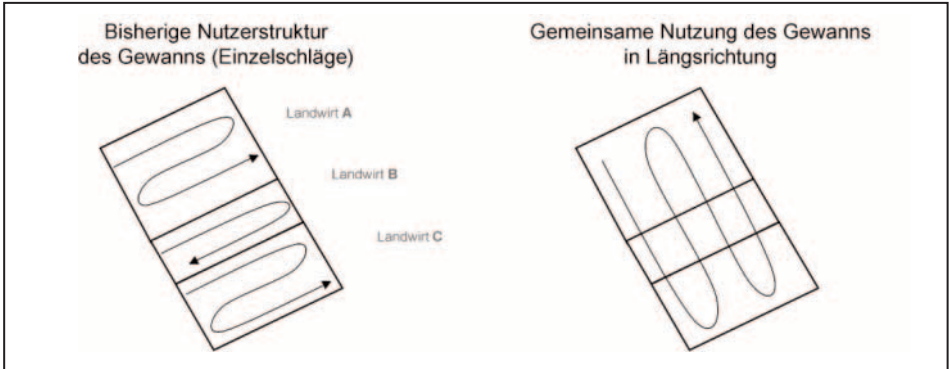 Bisherige Nutzerstruktur
des Gewanns (Einzelschläge)
Gemeinsame Nutzung des Gewanns
in Längsrichtung
Landwirt A
Landwirt B
Landwirt C